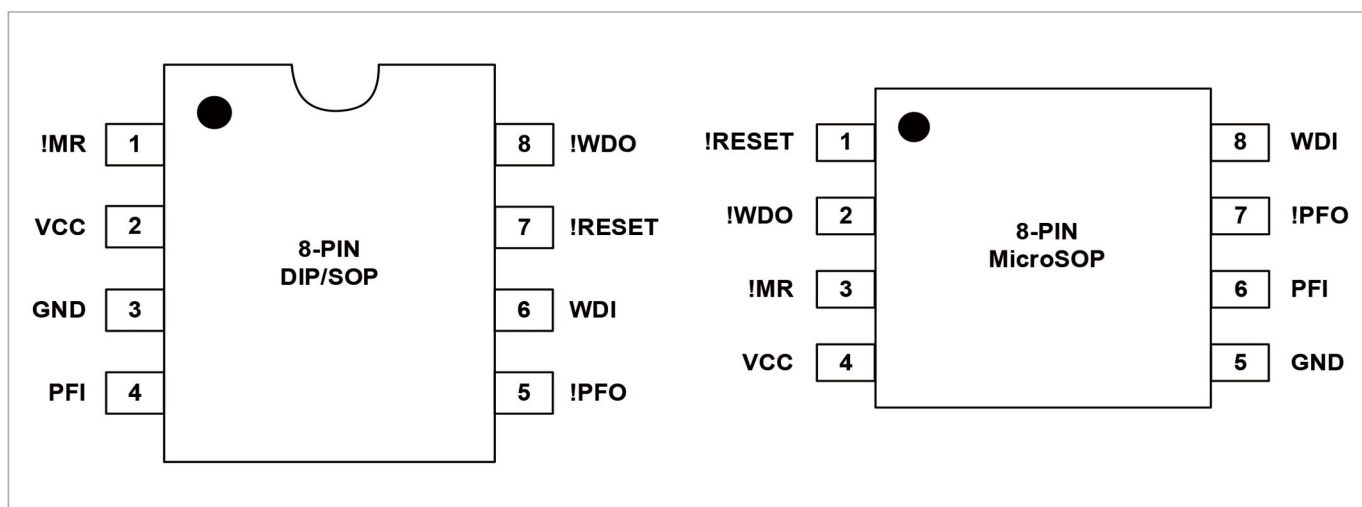 !MR 1
8 !WDO
VCC 2
7 !RESET
8-PIN
DIP/SOP
GND 3
6 WDI
PFI 4
5 !PFO
!RESET 1
8 WDI
!WDO 2
7 !PFO
8-PIN
MicroSOP
!MR 3
6 PFI
VCC 4
5 GND